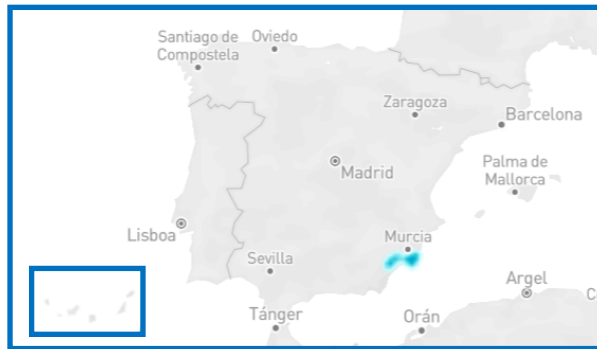 Santiago de
Compostela
Oviedo
Zaragoza
Barcelona
Madrid
Palma de
Mallorca
Lisboa
Murcia
Sevilla
Argel
C
Tánger
Orán